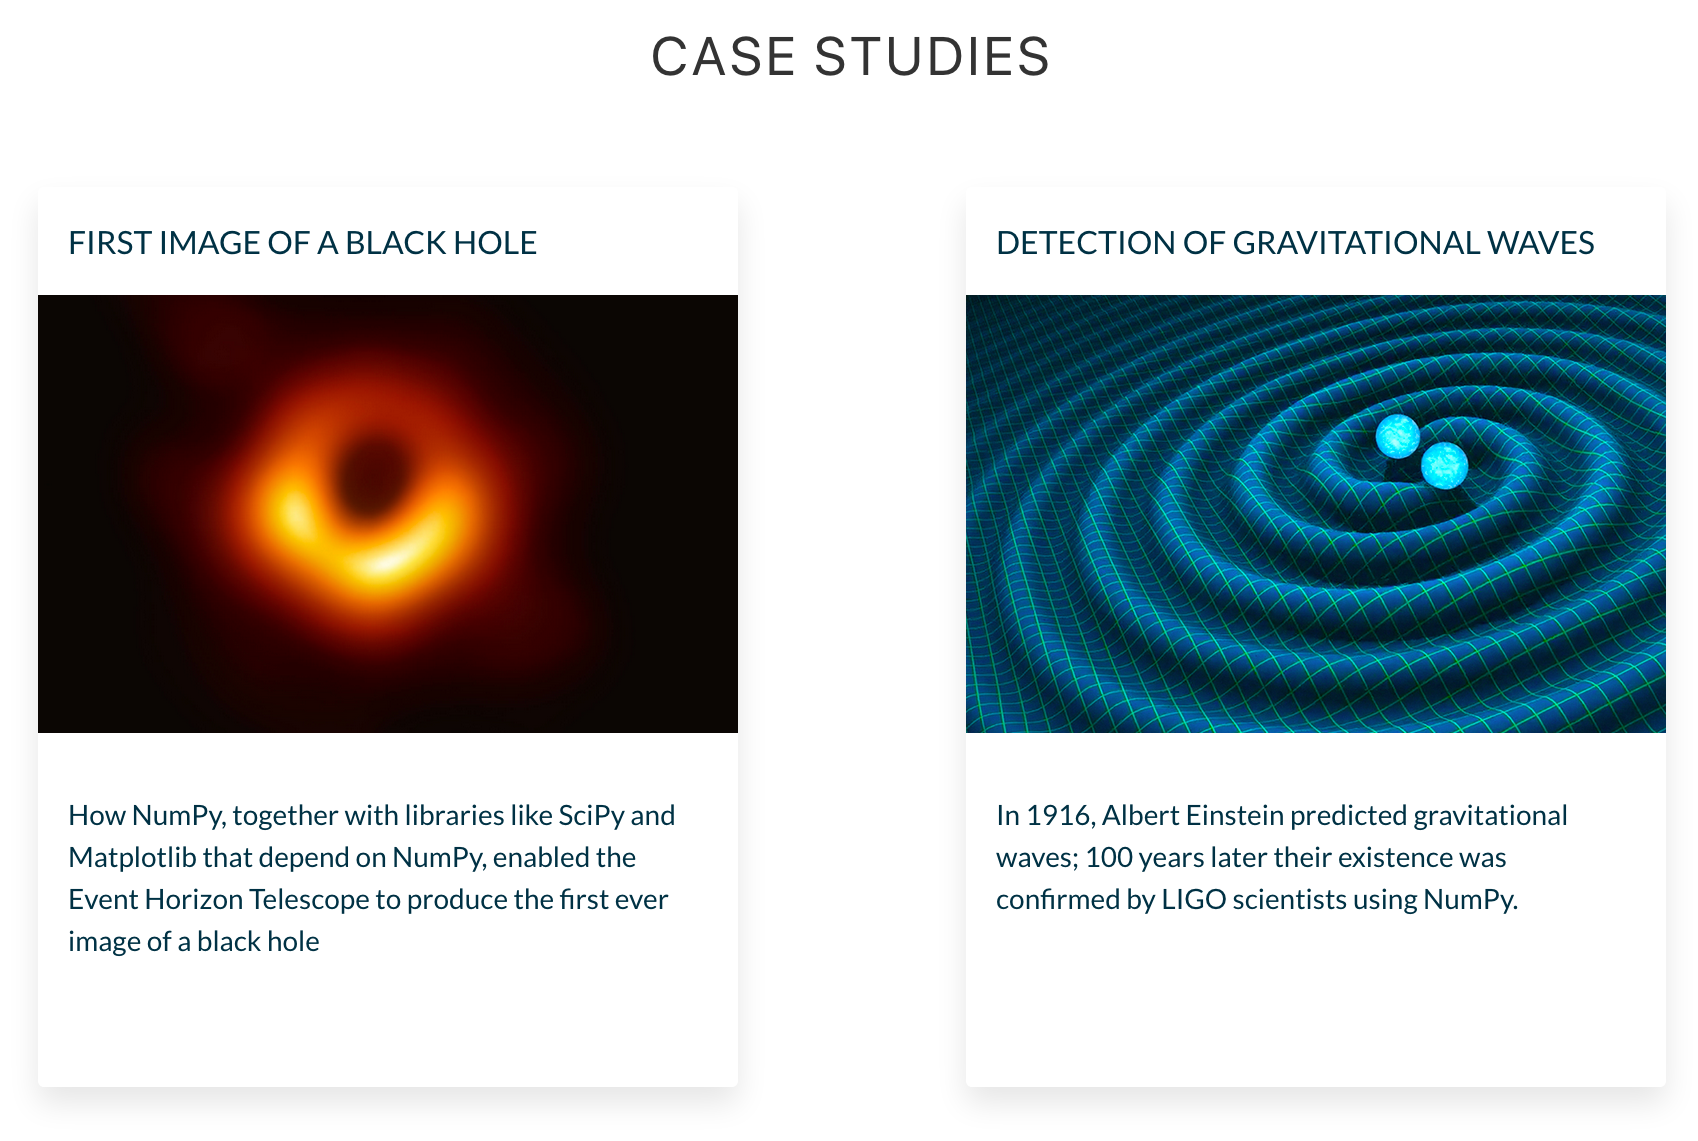 CASE STUDIES
FIRST IMAGE OF A BLACK HOLE
How NumPy, together with libraries like SciPy and
Matplotlib that depend on NumPy, enabled the
Event Horizon Telescope to produce the first ever
image of a black hole
DETECTION OF GRAVITATIONAL WAVES
In 1916, Albert Einstein predicted gravitational
waves; 100 years later their existence was
confirmed by LIGO scientists using NumPy.